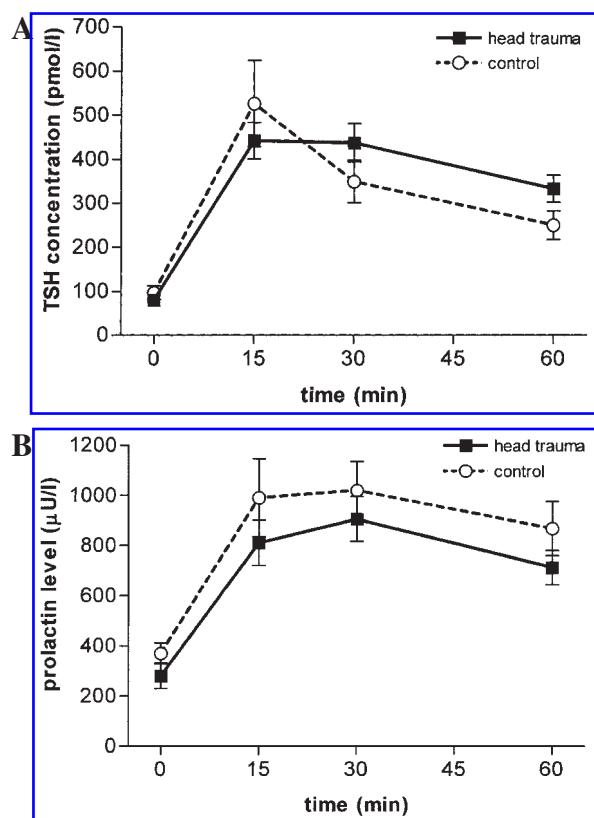 A
TSH concentration (pmol/l)
700
600
500
400
300
200
100
0
head trauma
control
0 15 30 45 60
time (min)
B
prolactin level (μU/l)
1200
1000
800
600
400
200
0
head trauma
control
0 15 30 45 60
time (min)